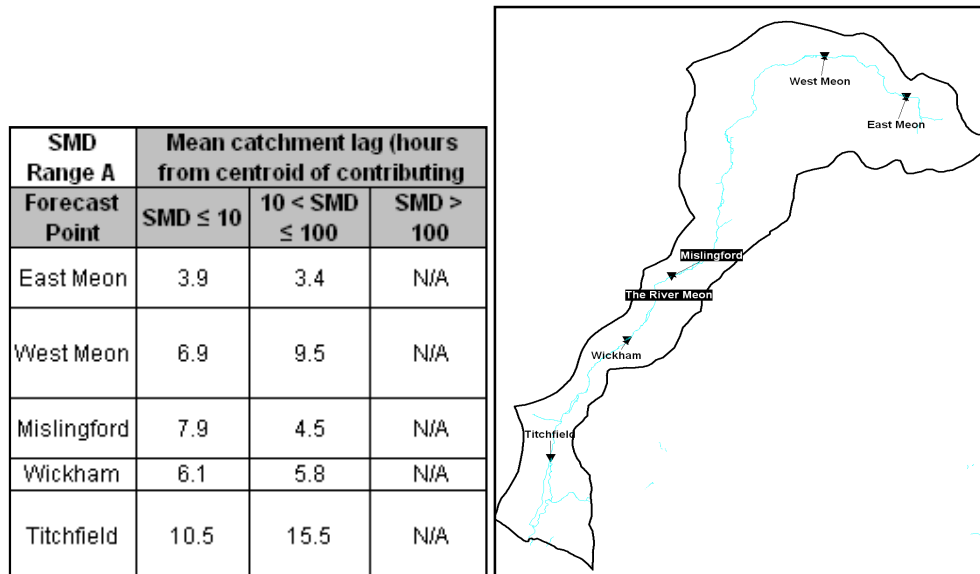 SMD Range A
Mean catchment lag (hours from centroid of contributing
Forecast Point
SMD ≤ 10
10 < SMD ≤ 100
SMD > 100
East Meon 3.9 3.4 N/A
West Meon 6.9 9.5 N/A
Mislingford 7.9 4.5 N/A
Wickham 6.1 5.8 N/A
Titchfield 10.5 15.5 N/A
West Meon
East Meon
Mislingford
The River Meon
Wickham
Titchfield